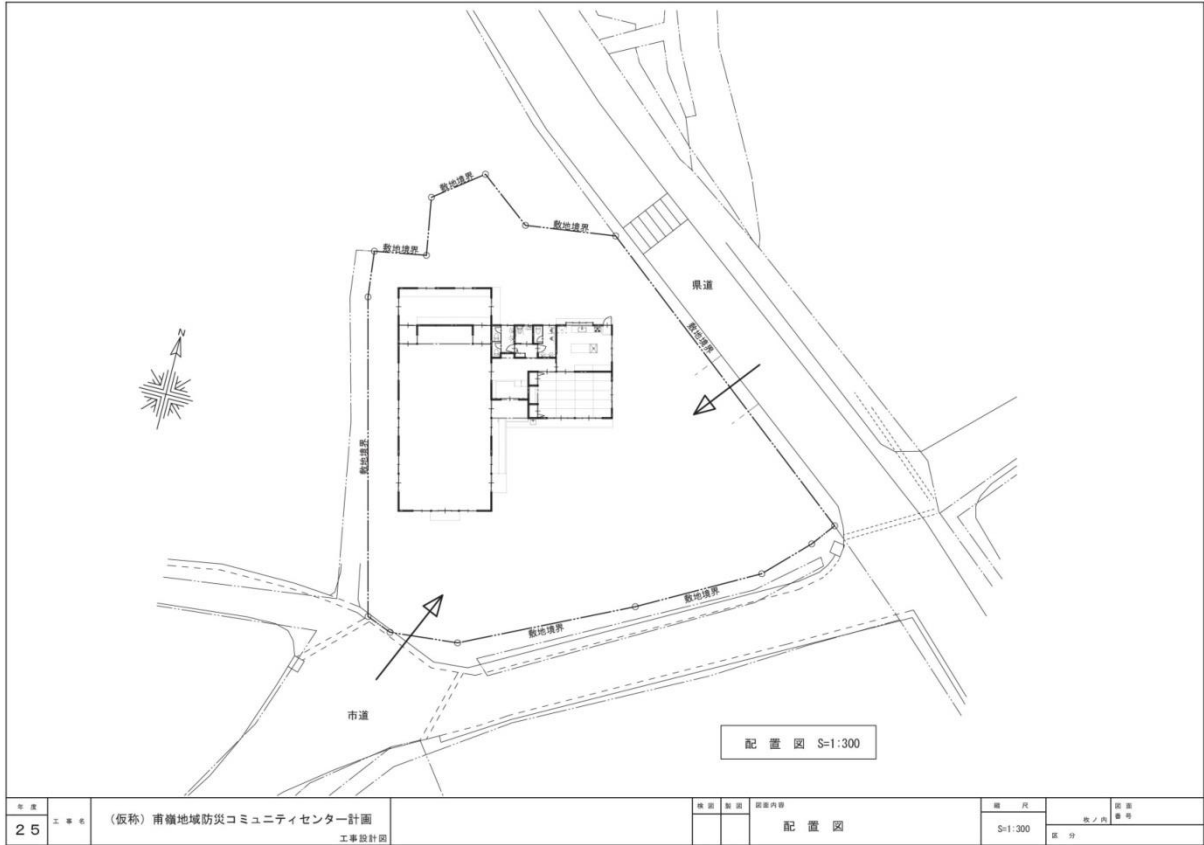 敷地境界
敷地境界
敷地境界
県道
敷地境界
N
敷地境界
敷地境界
敷地境界
市道
配置図 S=1:300
年度
25
工事名
(仮称)甫嶺地域防災コミュニティセンター計画
工事設計図
検図
製図
図面内容
配置図
縮尺
S=1:300
枚ノ内
図面番号
区分